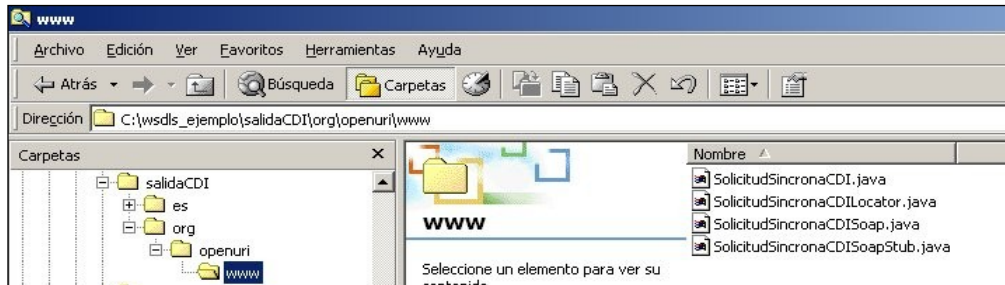 www
Archivo Edición Ver Favoritos Herramientas Ayuda
Atrás Búsqueda Carpetas
Dirección C:\wsdls_ejemplo\salidaCDI\org\openuri\www
Carpetas
salidaCDI
es
org
openuri
www
www
Seleccione un elemento para ver su
contenido
Nombre
SolicitudSincronaCDI.java
SolicitudSincronaCDILocator.java
SolicitudSincronaCDISoap.java
SolicitudSincronaCDISoapStub.java